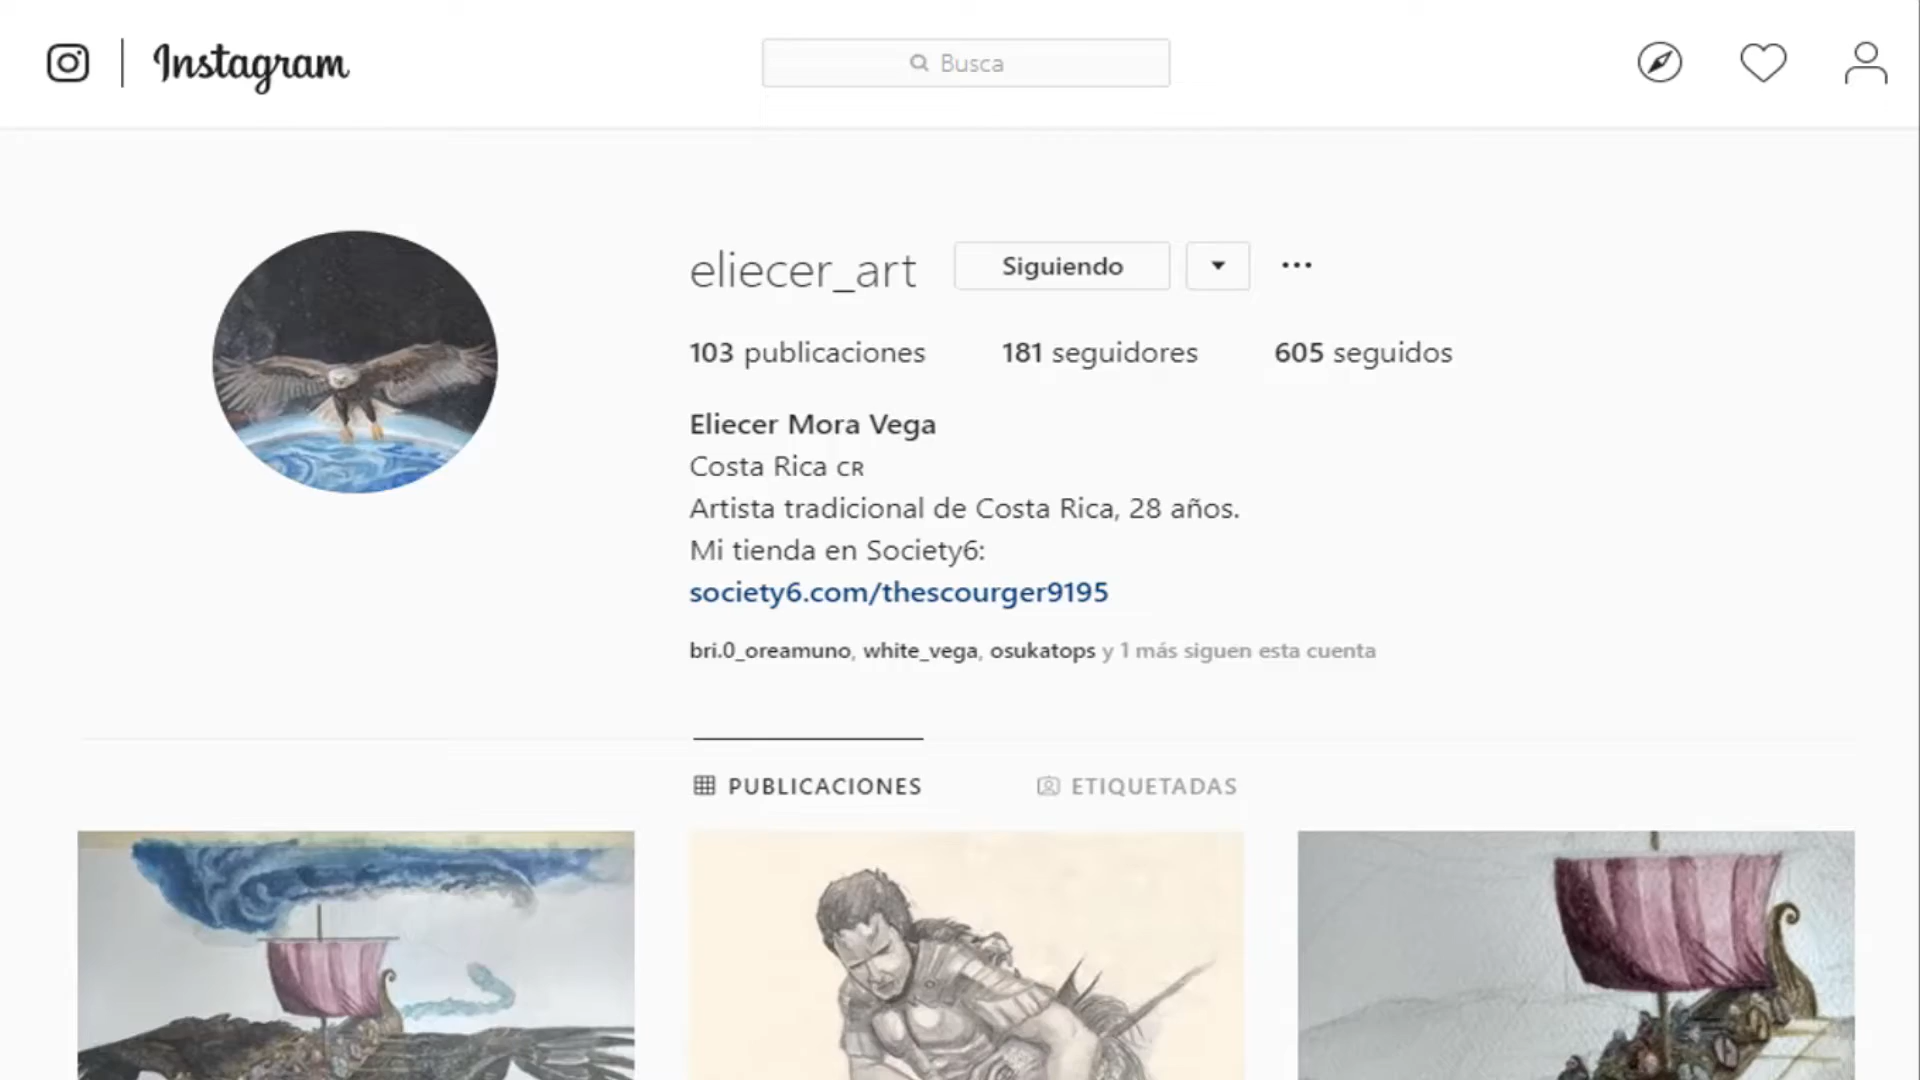 Instagram
Busca
eliecer_art
Siguiendo
103 publicaciones 181 seguidores 605 seguidos
Eliecer Mora Vega
Costa Rica CR
Artista tradicional de Costa Rica, 28 años.
Mi tienda en Society6:
society6.com/thescourger9195
bri.0_oreamuno, white_vega, osukatops y 1 más siguen esta cuenta
PUBLICACIONES ETIQUETADAS